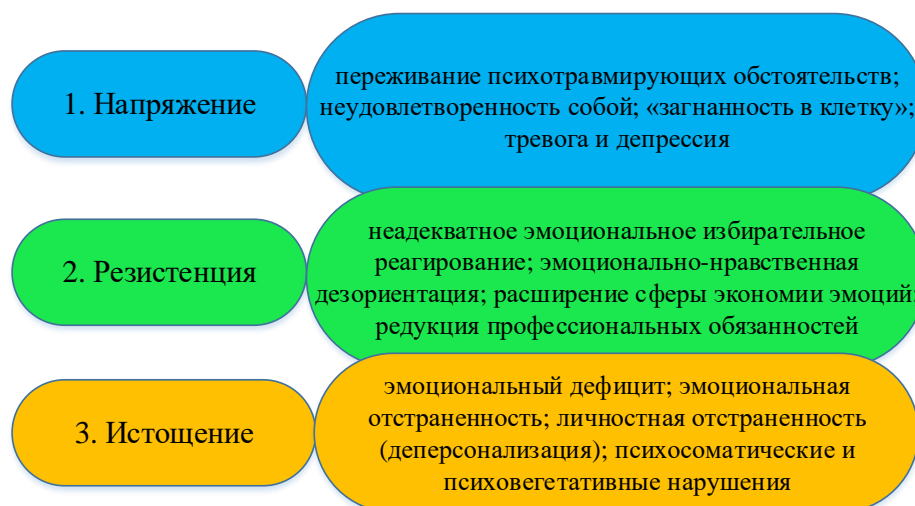 1. Напряжение
переживание психотравмирующих обстоятельств;
неудовлетворенность собой; «загнанность в клетку»;
тревога и депрессия
2. Резистенция
неадекватное эмоциональное избирательное
реагирование; эмоционально-нравственная
дезориентация; расширение сферы экономии эмоций;
редукция профессиональных обязанностей
3. Истощение
эмоциональный дефицит; эмоциональная
отстраненность; личностная отстраненность
(деперсонализация); психосоматические и
психовегетативные нарушения